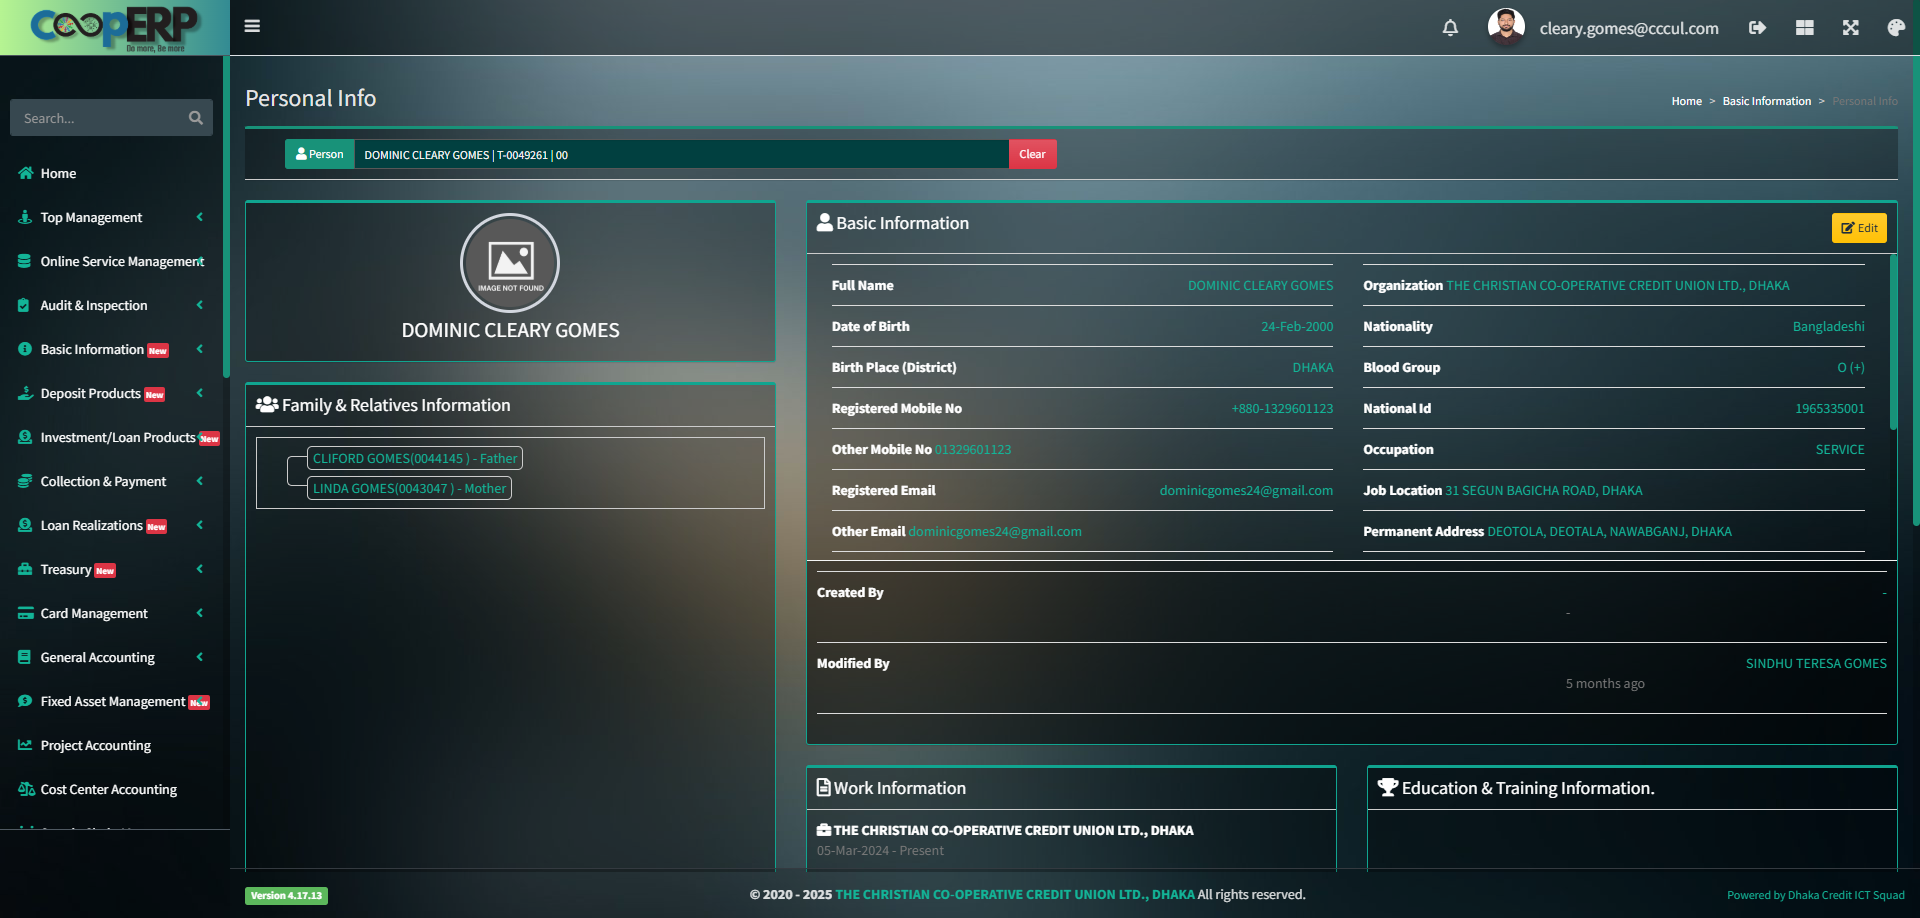 CoopERP
Do more, Be more
cleary.gomes@cccul.com
Search...
Home
Top Management
Online Service Management
Audit & Inspection
Basic Information New
Deposit Products New
Investment/Loan Products New
Collection & Payment
Loan Realizations New
Treasury New
Card Management
General Accounting
Fixed Asset Management New
Project Accounting
Cost Center Accounting
Personal Info
Home > Basic Information > Personal Info
Person DOMINIC CLEARY GOMES | T-0049261 | 00 Clear
IMAGE NOT FOUND
DOMINIC CLEARY GOMES
Family & Relatives Information
CLIFORD GOMES(0044145 ) - Father
LINDA GOMES(0043047 ) - Mother
Basic Information
Edit
Full Name DOMINIC CLEARY GOMES
Date of Birth 24-Feb-2000
Birth Place (District) DHAKA
Registered Mobile No +880-1329601123
Other Mobile No 01329601123
Registered Email dominicgomes24@gmail.com
Other Email dominicgomes24@gmail.com
Organization THE CHRISTIAN CO-OPERATIVE CREDIT UNION LTD., DHAKA
Nationality Bangladeshi
Blood Group O (+)
National Id 1965335001
Occupation SERVICE
Job Location 31 SEGUN BAGICHA ROAD, DHAKA
Permanent Address DEOTOLA, DEOTALA, NAWABGANJ, DHAKA
Created By -
-
Modified By SINDHU TERESA GOMES
5 months ago
Work Information
THE CHRISTIAN CO-OPERATIVE CREDIT UNION LTD., DHAKA
05-Mar-2024 - Present
Education & Training Information.
Version 4.17.13
© 2020 - 2025 THE CHRISTIAN CO-OPERATIVE CREDIT UNION LTD., DHAKA All rights reserved.
Powered by Dhaka Credit ICT Squad